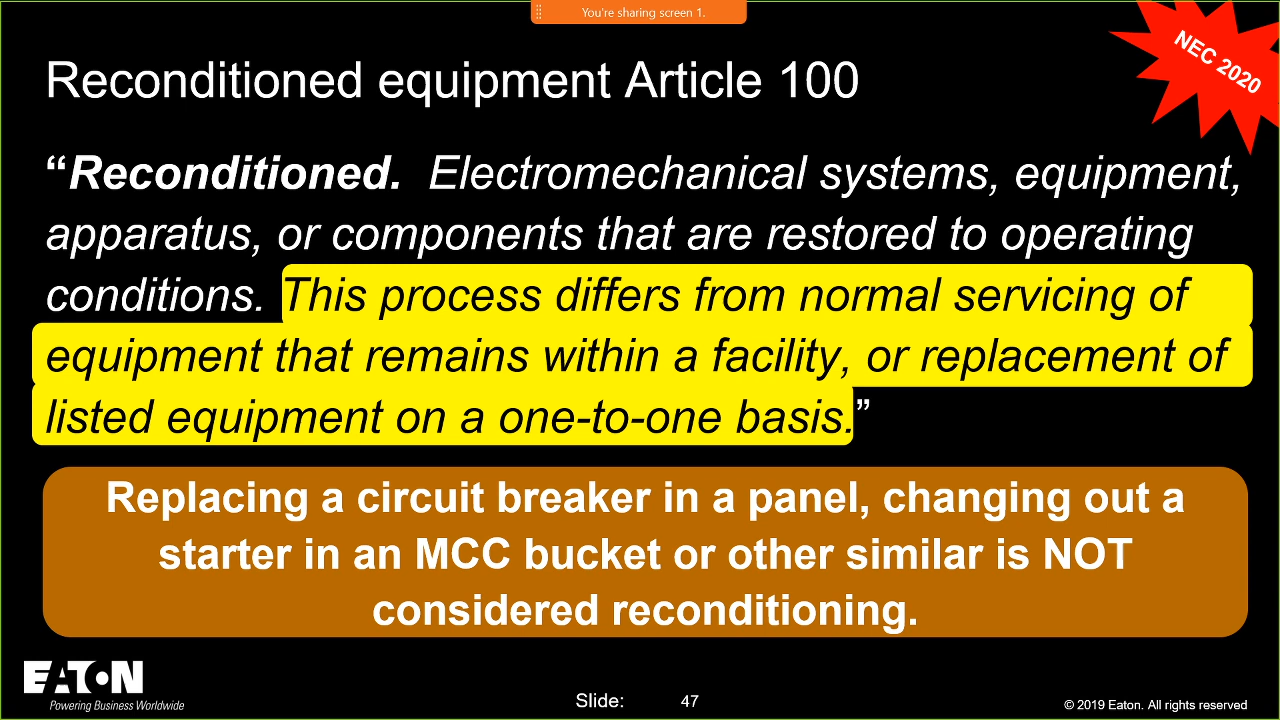 You're sharing screen 1.
NEC 2020
Reconditioned equipment Article 100
“Reconditioned. Electromechanical systems, equipment,
apparatus, or components that are restored to operating
conditions. This process differs from normal servicing of
equipment that remains within a facility, or replacement of
listed equipment on a one-to-one basis.”
Replacing a circuit breaker in a panel, changing out a
starter in an MCC bucket or other similar is NOT
considered reconditioning.
EATON
Powering Business Worldwide
Slide: 47
© 2019 Eaton. All rights reserved